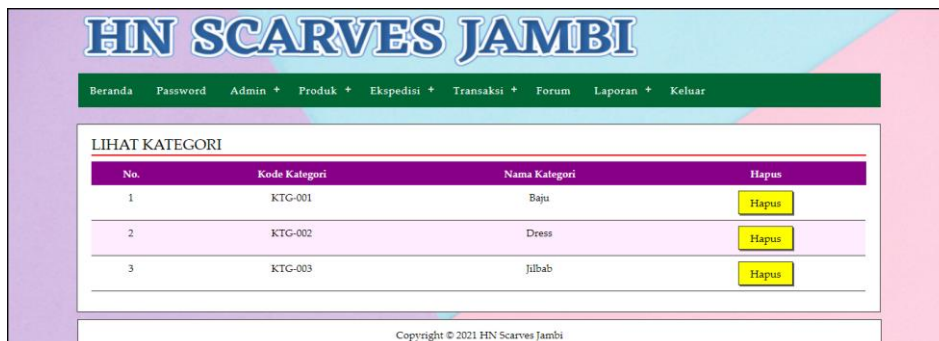 HN SCARVES JAMBI
Beranda Password Admin + Produk + Ekspedisi + Transaksi + Forum Laporan + Keluar
LIHAT KATEGORI
No. Kode Kategori Nama Kategori Hapus
1 KTG-001 Baju Hapus
2 KTG-002 Dress Hapus
3 KTG-003 Jilbab Hapus
Copyright © 2021 HN Scarves Jambi